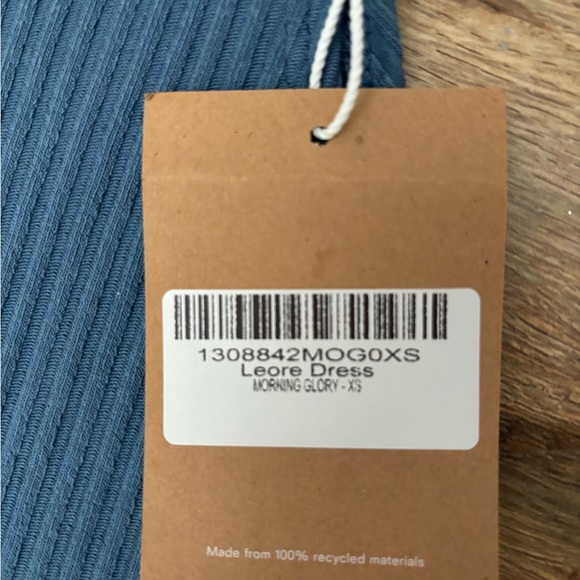 1308842MOG0XS
Leore Dress
MORNING GLORY - XS
Made from 100% recycled materials